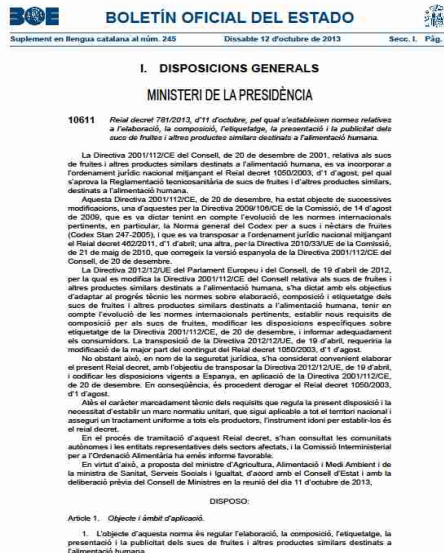 BOE BOLETÍN OFICIAL DEL ESTADO
Suplement en llengua catalana al núm. 245 Dissabte 12 d'octubre de 2013 Secc. I. Pàg.
I. DISPOSICIONS GENERALS
MINISTERI DE LA PRESIDÈNCIA
10611 Reial decret 781/2013, d'11 d'octubre, pel qual s'estableixen normes relatives
a l'elaboració, la composició, l'etiquetatge, la presentació i la publicitat dels
sucs de fruites i altres productes similars destinats a l'alimentació humana.
La Directiva 2001/112/CE del Consell, de 20 de desembre de 2001, relativa als sucs
de fruites i altres productes similars destinats a l'alimentació humana, es va incorporar a
l'ordenament jurídic nacional mitjançant el Reial decret 1050/2003, d'1 d'agost, pel qual
s'aprova la Reglamentació tecnicosanitària de sucs de fruites i d'altres productes similars,
destinats a l'alimentació humana.
Aquesta Directiva 2001/112/CE, de 20 de desembre, ha estat objecte de successives
modificacions, una d'aquestes per la Directiva 2009/106/CE de la Comissió, de 14 d'agost
de 2009, que es va dictar tenint en compte l'evolució de les normes internacionals
pertinents, en particular, la Norma general del Codex per a sucs i nèctars de fruites
(Codex Stan 247-2005), i que es va transposar a l'ordenament jurídic nacional mitjançant
el Reial decret 462/2011, d'1 d'abril; una altra, per la Directiva 2010/33/UE de la Comissió,
de 21 de maig de 2010, que corregeix la versió espanyola de la Directiva 2001/112/CE del
Consell, de 20 de desembre.
La Directiva 2012/12/UE del Parlament Europeu i del Consell, de 19 d'abril de 2012,
per la qual es modifica la Directiva 2001/112/CE del Consell relativa als sucs de fruites i
altres productes similars destinats a l'alimentació humana, s'ha dictat amb els objectius
d'adaptar al progrés tècnic les normes sobre elaboració, composició i etiquetatge dels
sucs de fruites i altres productes similars destinats a l'alimentació humana, tenir en
compte l'evolució de les normes internacionals pertinents, establir nous requisits de
composició per als sucs de fruites, modificar les disposicions específiques sobre
etiquetatge de la Directiva 2001/112/CE, de 20 de desembre, i informar adequadament
els consumidors. La transposició de la Directiva 2012/12/UE, de 19 d'abril, requeriria la
modificació de la major part del contingut del Reial decret 1050/2003, d'1 d'agost.
No obstant això, en nom de la seguretat jurídica, s'ha considerat convenient elaborar
el present Reial decret, amb l'objectiu de transposar la Directiva 2012/12/UE, de 19 d'abril,
i codificar les disposicions vigents a Espanya, en aplicació de la Directiva 2001/112/CE,
de 20 de desembre. En conseqüència, és procedent derogar el Reial decret 1050/2003,
d'1 d'agost.
Atès el caràcter marcadament tècnic dels requisits que regula la present disposició i la
necessitat d'establir un marc normatiu unitari, que sigui aplicable a tot el territori nacional i
asseguri un tractament uniforme a tots els productors, l'instrument idoni per establir-los és
el reial decret.
En el procés de tramitació d'aquest Reial decret, s'han consultat les comunitats
autònomes i les entitats representatives dels sectors afectats, i la Comissió Interministerial
per a l'Ordenació Alimentària ha emès informe favorable.
En virtut d'això, a proposta del ministre d'Agricultura, Alimentació i Medi Ambient i de
la ministra de Sanitat, Serveis Socials i Igualtat, d'acord amb el Consell d'Estat i amb la
deliberació prèvia del Consell de Ministres en la reunió del dia 11 d'octubre de 2013,
DISPOSO:
Article 1. Objecte i àmbit d'aplicació.
1. L'objecte d'aquesta norma és regular l'elaboració, la composició, l'etiquetatge, la
presentació i la publicitat dels sucs de fruites i altres productes similars destinats a
l'alimentació humana.